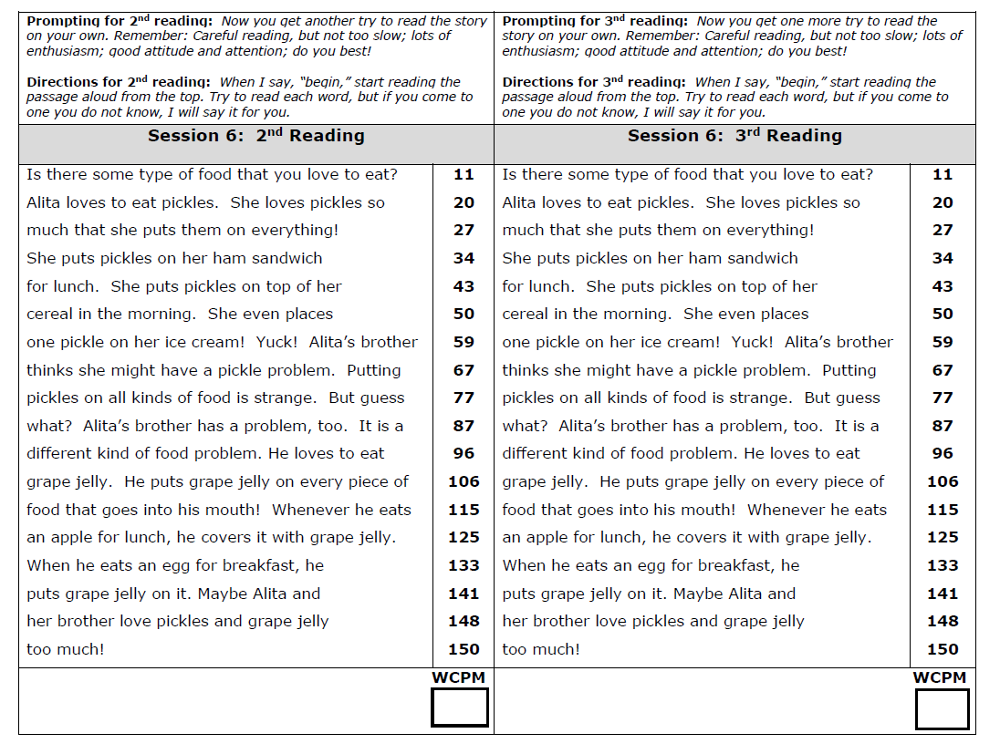 Prompting for 2nd reading: Now you get another try to read the story
on your own. Remember: Careful reading, but not too slow; lots of
enthusiasm; good attitude and attention; do you best!
Directions for 2nd reading: When I say, "begin," start reading the
passage aloud from the top. Try to read each word, but if you come to
one you do not know, I will say it for you.
Session 6: 2nd Reading
Is there some type of food that you love to eat? 11
Alita loves to eat pickles. She loves pickles so 20
much that she puts them on everything! 27
She puts pickles on her ham sandwich 34
for lunch. She puts pickles on top of her 43
cereal in the morning. She even places 50
one pickle on her ice cream! Yuck! Alita's brother 59
thinks she might have a pickle problem. Putting 67
pickles on all kinds of food is strange. But guess 77
what? Alita's brother has a problem, too. It is a 87
different kind of food problem. He loves to eat 96
grape jelly. He puts grape jelly on every piece of 106
food that goes into his mouth! Whenever he eats 115
an apple for lunch, he covers it with grape jelly. 125
When he eats an egg for breakfast, he 133
puts grape jelly on it. Maybe Alita and 141
her brother love pickles and grape jelly 148
too much! 150
WCPM
Prompting for 3rd reading: Now you get one more try to read the
story on your own. Remember: Careful reading, but not too slow; lots of
enthusiasm; good attitude and attention; do you best!
Directions for 3rd reading: When I say, "begin," start reading the
passage aloud from the top. Try to read each word, but if you come to
one you do not know, I will say it for you.
Session 6: 3rd Reading
Is there some type of food that you love to eat? 11
Alita loves to eat pickles. She loves pickles so 20
much that she puts them on everything! 27
She puts pickles on her ham sandwich 34
for lunch. She puts pickles on top of her 43
cereal in the morning. She even places 50
one pickle on her ice cream! Yuck! Alita's brother 59
thinks she might have a pickle problem. Putting 67
pickles on all kinds of food is strange. But guess 77
what? Alita's brother has a problem, too. It is a 87
different kind of food problem. He loves to eat 96
grape jelly. He puts grape jelly on every piece of 106
food that goes into his mouth! Whenever he eats 115
an apple for lunch, he covers it with grape jelly. 125
When he eats an egg for breakfast, he 133
puts grape jelly on it. Maybe Alita and 141
her brother love pickles and grape jelly 148
too much! 150
WCPM